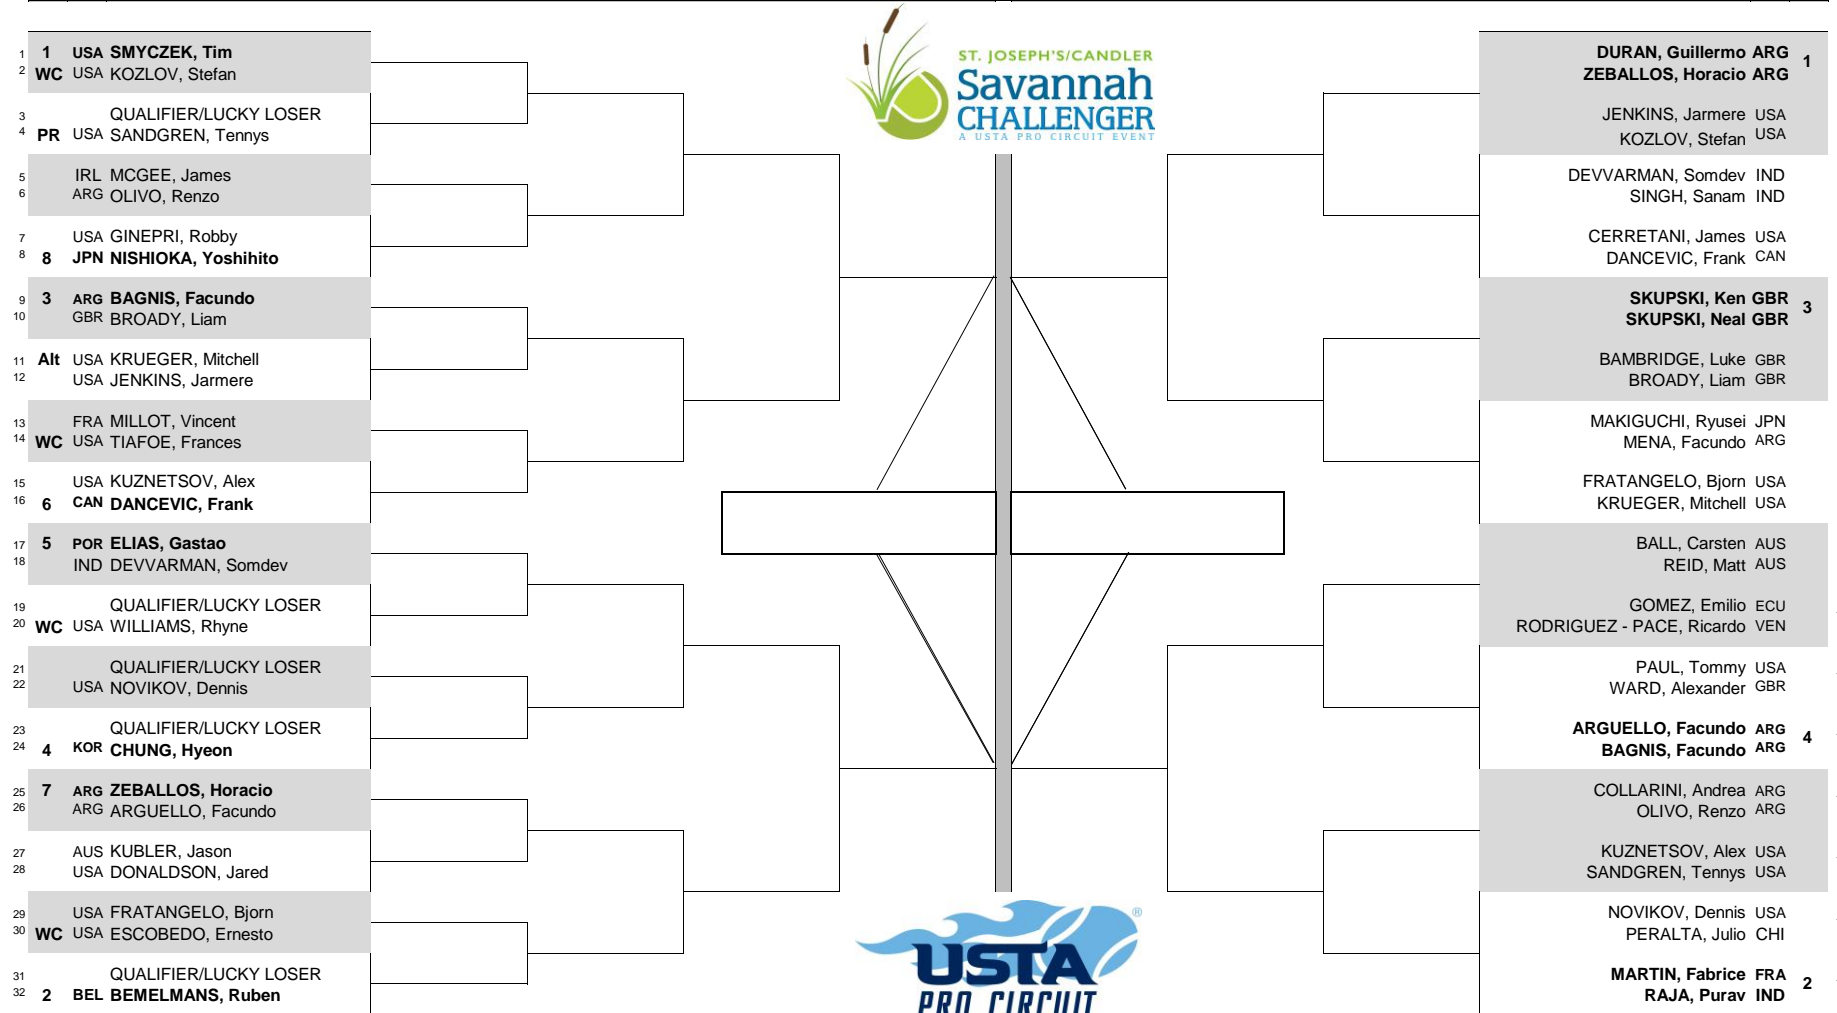 1 1 USA SMYCZEK, Tim
2 WC USA KOZLOV, Stefan
3 QUALIFIER/LUCKY LOSER
4 PR USA SANDGREN, Tennys
5 IRL MCGEE, James
6 ARG OLIVO, Renzo
7 USA GINEPRI, Robby
8 8 JPN NISHIOKA, Yoshihito
9 3 ARG BAGNIS, Facundo
10 GBR BROADY, Liam
11 Alt USA KRUEGER, Mitchell
12 USA JENKINS, Jarmere
13 FRA MILLOT, Vincent
14 WC USA TIAFOE, Frances
15 USA KUZNETSOV, Alex
16 6 CAN DANCEVIC, Frank
17 5 POR ELIAS, Gastao
18 IND DEVVARMAN, Somdev
19 QUALIFIER/LUCKY LOSER
20 WC USA WILLIAMS, Rhyne
21 QUALIFIER/LUCKY LOSER
22 USA NOVIKOV, Dennis
23 QUALIFIER/LUCKY LOSER
24 4 KOR CHUNG, Hyeon
25 7 ARG ZEBALLOS, Horacio
26 ARG ARGUELLO, Facundo
27 AUS KUBLER, Jason
28 USA DONALDSON, Jared
29 USA FRATANGELO, Bjorn
30 WC USA ESCOBEDO, Ernesto
31 QUALIFIER/LUCKY LOSER
32 2 BEL BEMELMANS, Ruben
ST. JOSEPH'S/CANDLER
Savannah
CHALLENGER
A USTA PRO CIRCUIT EVENT
USTA
®
PRO CIRCUIT
DURAN, Guillermo ARG 1
ZEBALLOS, Horacio ARG
JENKINS, Jarmere USA
KOZLOV, Stefan USA
DEVVARMAN, Somdev IND
SINGH, Sanam IND
CERRETANI, James USA
DANCEVIC, Frank CAN
SKUPSKI, Ken GBR 3
SKUPSKI, Neal GBR
BAMBRIDGE, Luke GBR
BROADY, Liam GBR
MAKIGUCHI, Ryusei JPN
MENA, Facundo ARG
FRATANGELO, Bjorn USA
KRUEGER, Mitchell USA
BALL, Carsten AUS
REID, Matt AUS
GOMEZ, Emilio ECU
RODRIGUEZ - PACE, Ricardo VEN
PAUL, Tommy USA
WARD, Alexander GBR
ARGUELLO, Facundo ARG 4
BAGNIS, Facundo ARG
COLLARINI, Andrea ARG
OLIVO, Renzo ARG
KUZNETSOV, Alex USA
SANDGREN, Tennys USA
NOVIKOV, Dennis USA
PERALTA, Julio CHI
MARTIN, Fabrice FRA 2
RAJA, Purav IND